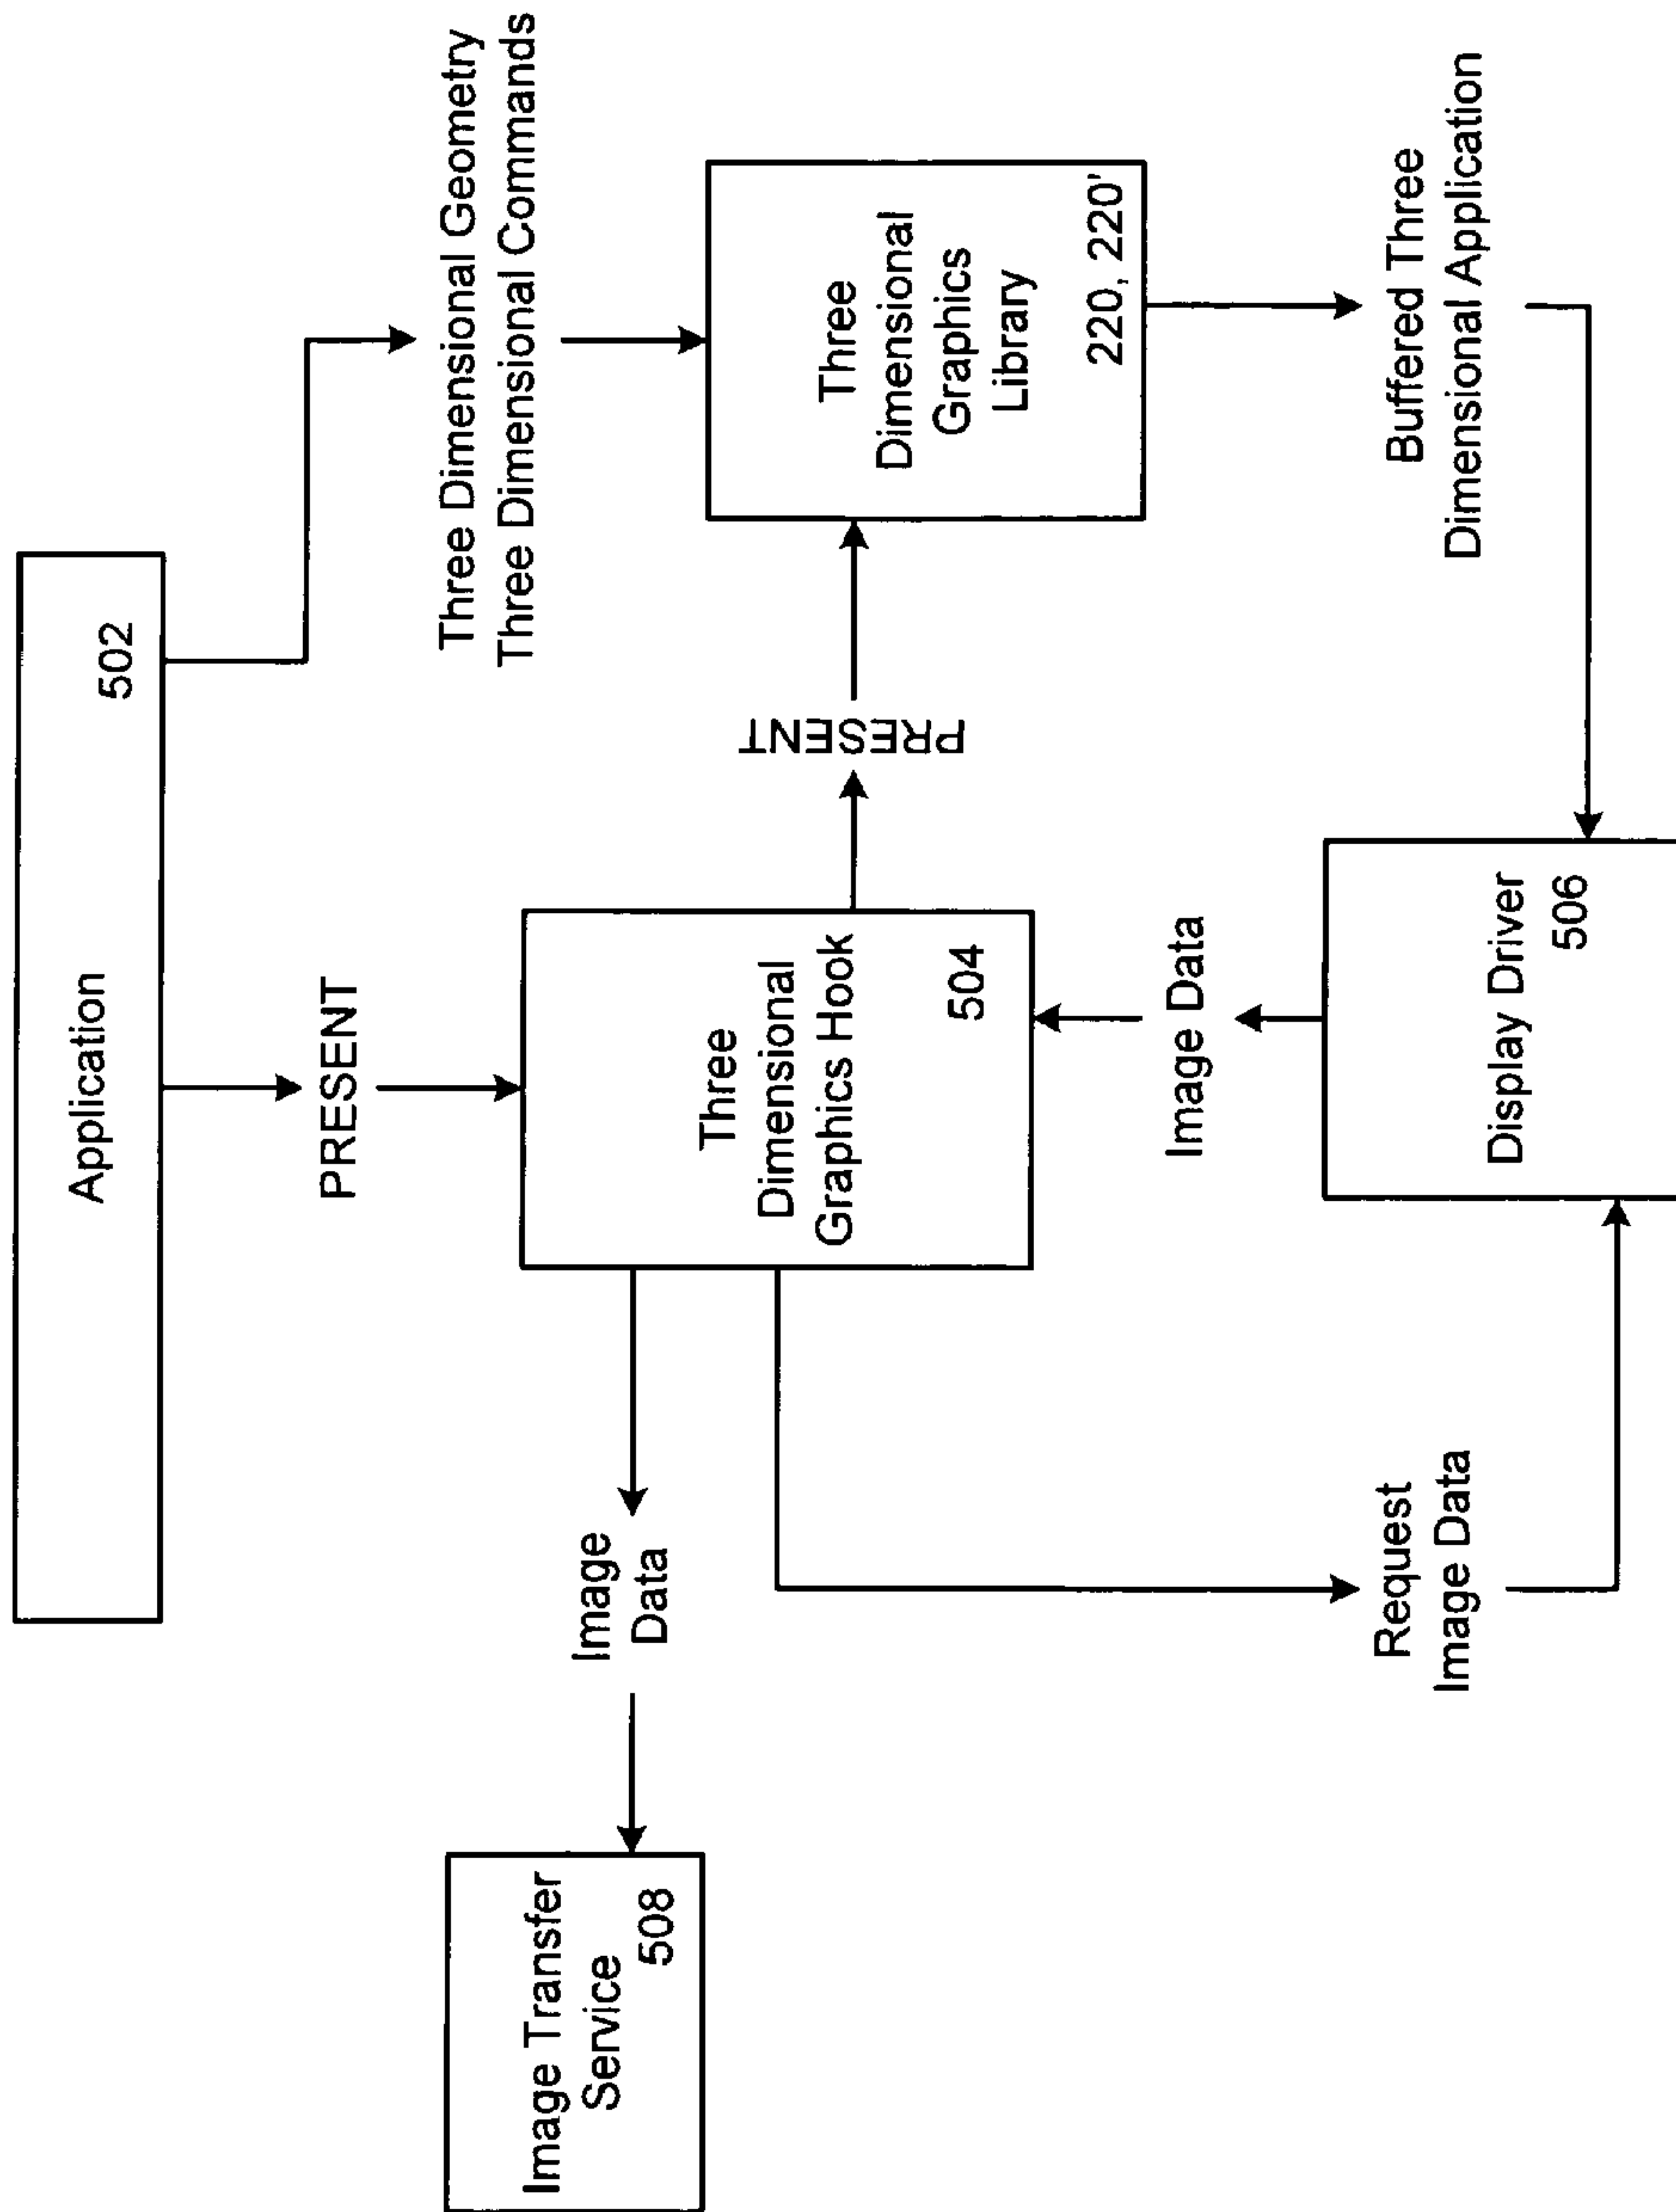 Application
502
PRESENT
Three Dimensional Geometry
Three Dimensional Commands
Image Transfer
Service
508
Image
Data
Three
Dimensional
Graphics Hook
504
PRESENT
Three
Dimensional
Graphics
Library
220, 220'
Request
Image Data
Image Data
Buffered Three
Dimensional Application
Display Driver
506